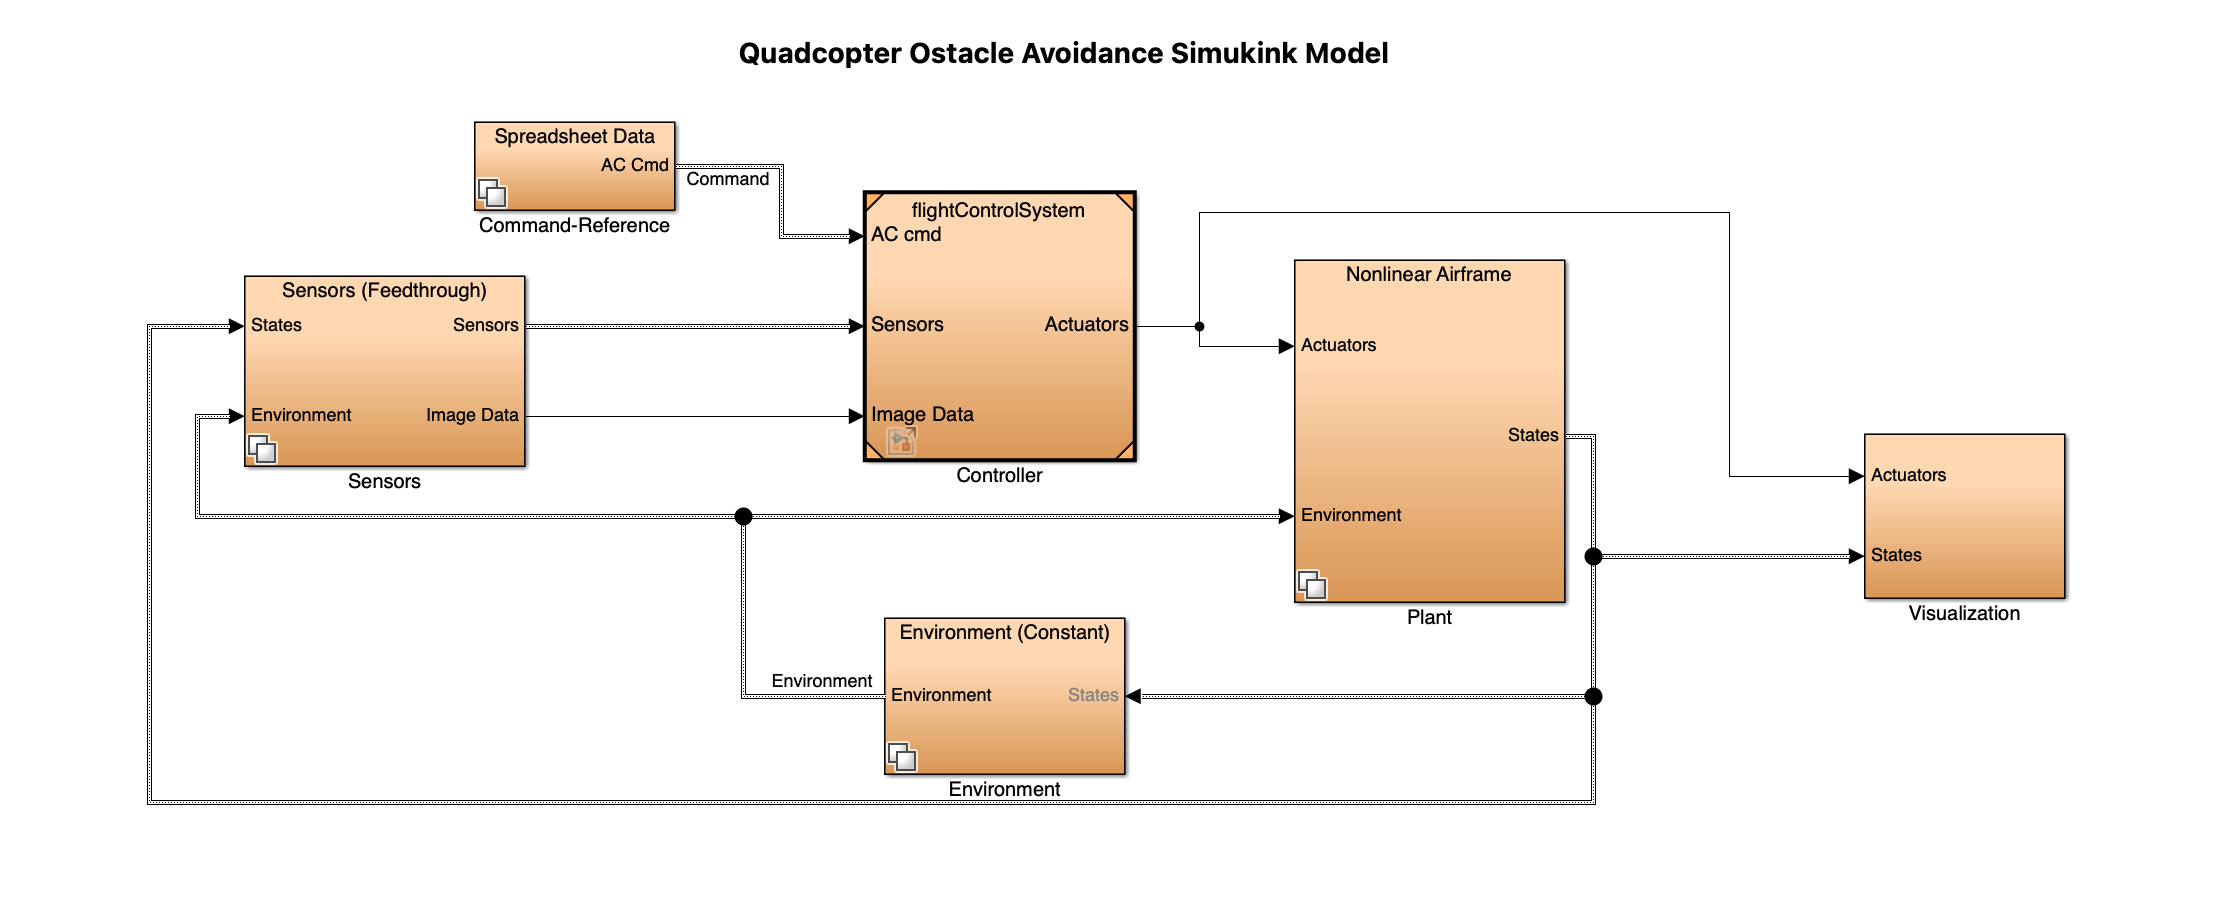 Quadcopter Ostacle Avoidance Simukink Model
Spreadsheet Data
AC Cmd
Command
Command-Reference
flightControlSystem
AC cmd
Sensors
Actuators
Image Data
Controller
Sensors (Feedthrough)
States
Sensors
Environment
Image Data
Sensors
Nonlinear Airframe
Actuators
States
Environment
Plant
Actuators
States
Visualization
Environment (Constant)
Environment
Environment
States
Environment